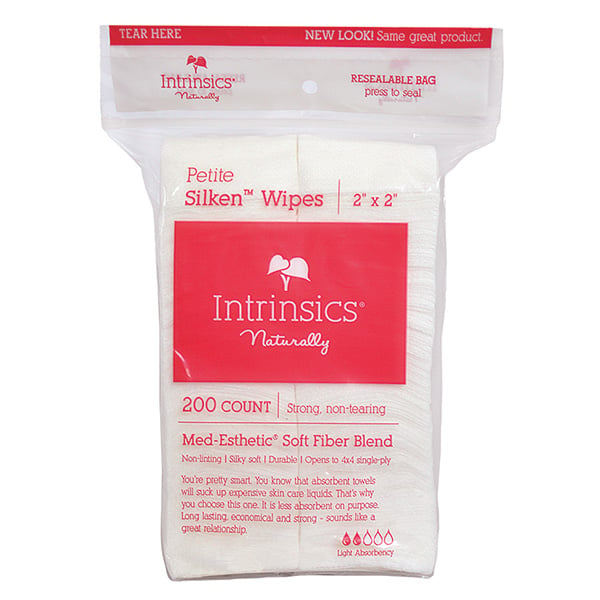 TEAR HERE
NEW LOOK! Same great product.
Intrinsics®
Naturally
RESEALABLE BAG
press to seal
Petite
Silken™ Wipes | 2" x 2"
Intrinsics®
Naturally
200 COUNT | Strong, non-tearing
Med-Esthetic® Soft Fiber Blend
Non-linting | Silky soft | Durable | Opens to 4x4 single-ply
You're pretty smart. You know that absorbent towels
will suck up expensive skin care liquids. That's why
you choose this one. It is less absorbent on purpose.
Long lasting, economical and strong - sounds like a
great relationship.
Light Absorbency